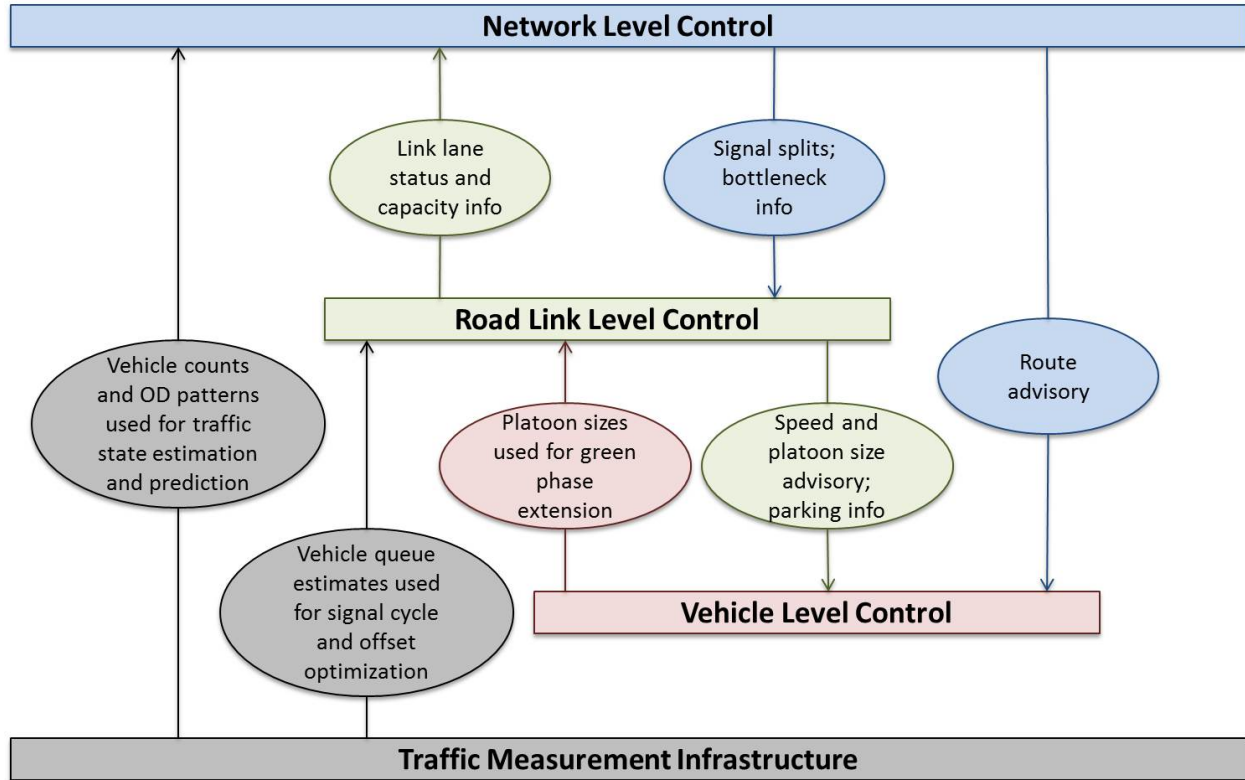 Network Level Control
Link lane
status and
capacity info
Signal splits;
bottleneck
info
Road Link Level Control
Vehicle counts
and OD patterns
used for traffic
state estimation
and prediction
Route
advisory
Platoon sizes
used for green
phase
extension
Speed and
platoon size
advisory;
parking info
Vehicle queue
estimates used
for signal cycle
and offset
optimization
Vehicle Level Control
Traffic Measurement Infrastructure